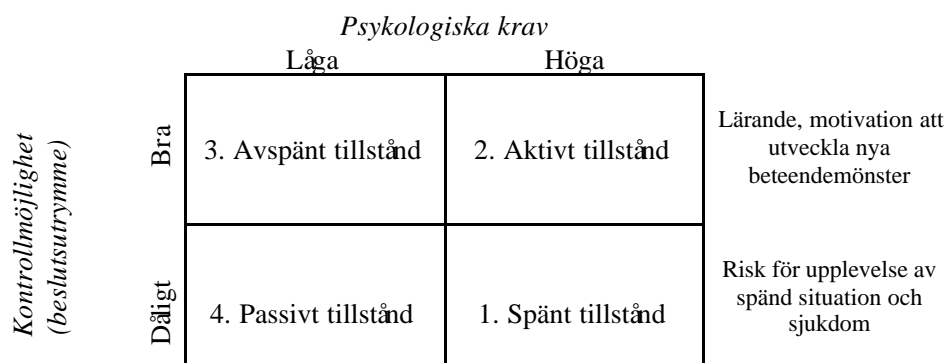 Psykologiska krav
Låga Höga
Kontrollmöjlighet
(beslutsutrymme)
Bra
3. Avspänt tillstånd
2. Aktivt tillstånd
Lärande, motivation att
utveckla nya
beteendemönster
Dåligt
4. Passivt tillstånd
1. Spänt tillstånd
Risk för upplevelse av
spänd situation och
sjukdom